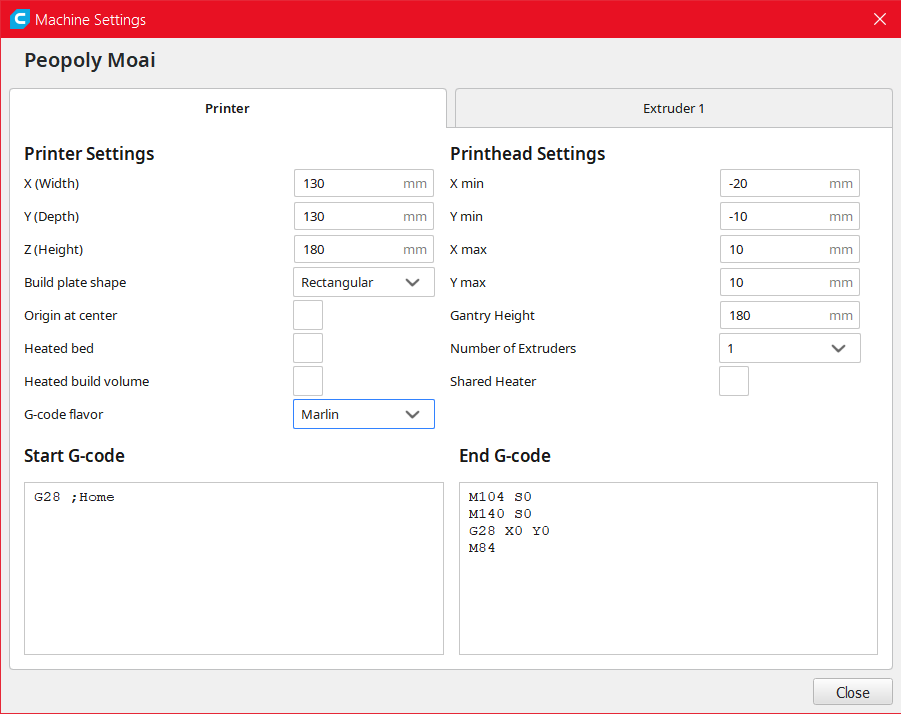 Machine Settings
Peopoly Moai
Printer
Extruder 1
Printer Settings
X (Width)
130 mm
Y (Depth)
130 mm
Z (Height)
180 mm
Build plate shape
Rectangular
Origin at center
Heated bed
Heated build volume
G-code flavor
Marlin
Printhead Settings
X min
-20 mm
Y min
-10 mm
X max
10 mm
Y max
10 mm
Gantry Height
180 mm
Number of Extruders
1
Shared Heater
Start G-code
G28 ;Home
End G-code
M104 S0
M140 S0
G28 X0 Y0
M84
Close